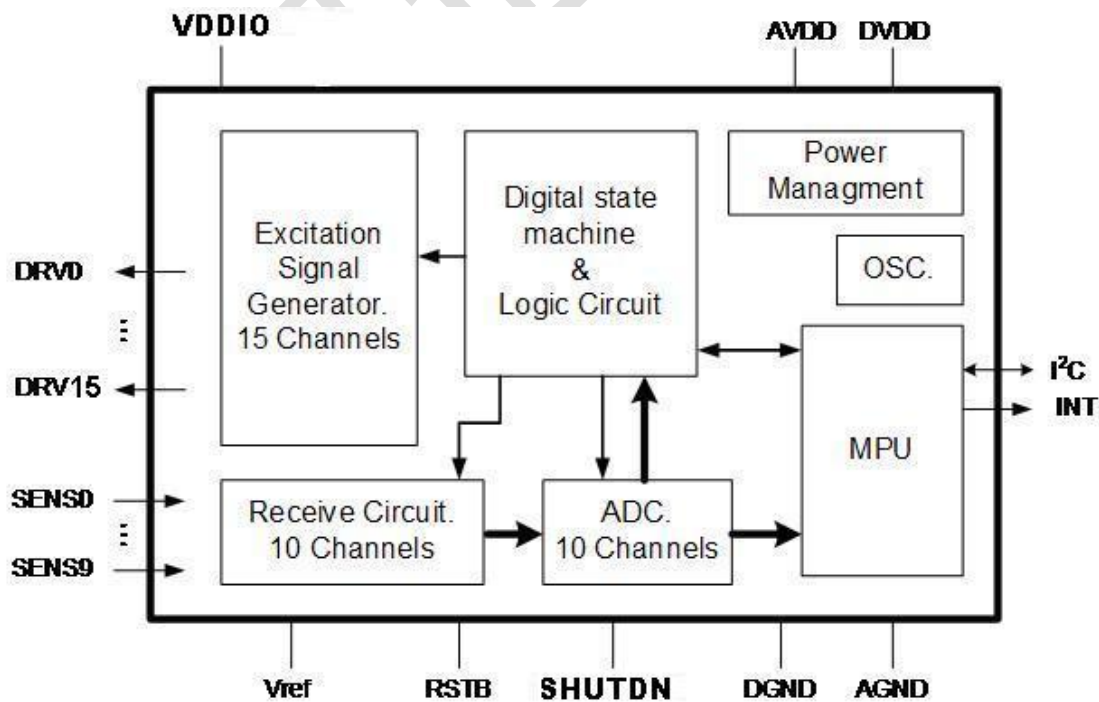 VDDIO
AVDD DVDD
Excitation
Signal
Generator.
15 Channels
Digital state
machine
&
Logic Circuit
Power
Managment
OSC.
DRV0
...
DRV15
MPU
I²C
INT
SENS0
...
SENS9
Receive Circuit.
10 Channels
ADC.
10 Channels
Vref
RSTB
SHUTDN
DGND
AGND